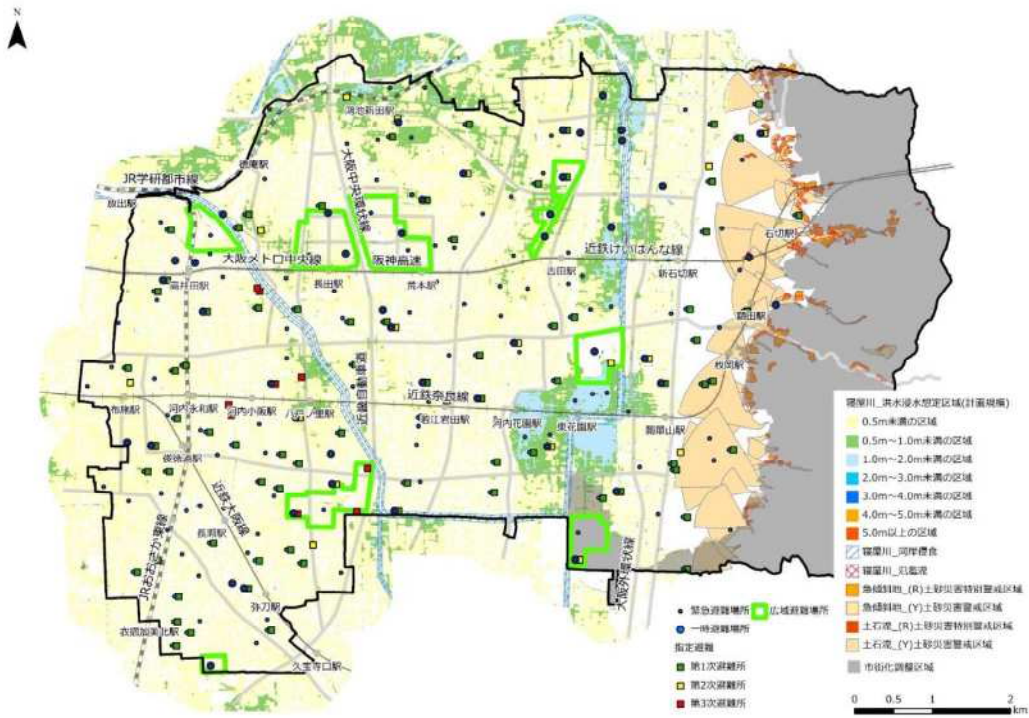 N
鴻池新田駅
徳庵駅
大阪中央環状線
JR学研都市線
放出駅
石切駅
近鉄けいはんな線
大阪メトロ中央線
阪神高速
高井田駅
長田駅
荒本駅
吉田駅
新石切駅
額田駅
枚岡駅
近畿自動車道
近鉄奈良線
布施駅
河内永和駅
河内小阪駅
八戸ノ里駅
若江岩田駅
河内花園駅
東花園駅
瓢箪山駅
俊徳道駅
近鉄大阪線
長瀬駅
JRおおさか東線
弥刀駅
大阪外環状線
衣摺加美北駅
久宝寺口駅
寝屋川_洪水浸水想定区域(計画規模)
0.5m未満の区域
0.5m~1.0m未満の区域
1.0m~2.0m未満の区域
2.0m~3.0m未満の区域
3.0m~4.0m未満の区域
4.0m~5.0m未満の区域
5.0m以上の区域
寝屋川_河岸侵食
寝屋川_氾濫流
急傾斜地_(R)土砂災害特別警戒区域
急傾斜地_(Y)土砂災害警戒区域
土石流_(R)土砂災害特別警戒区域
土石流_(Y)土砂災害警戒区域
市街化調整区域
緊急避難場所
広域避難場所
一時避難場所
指定避難
第1次避難所
第2次避難所
第3次避難所
0 0.5 1 2
km